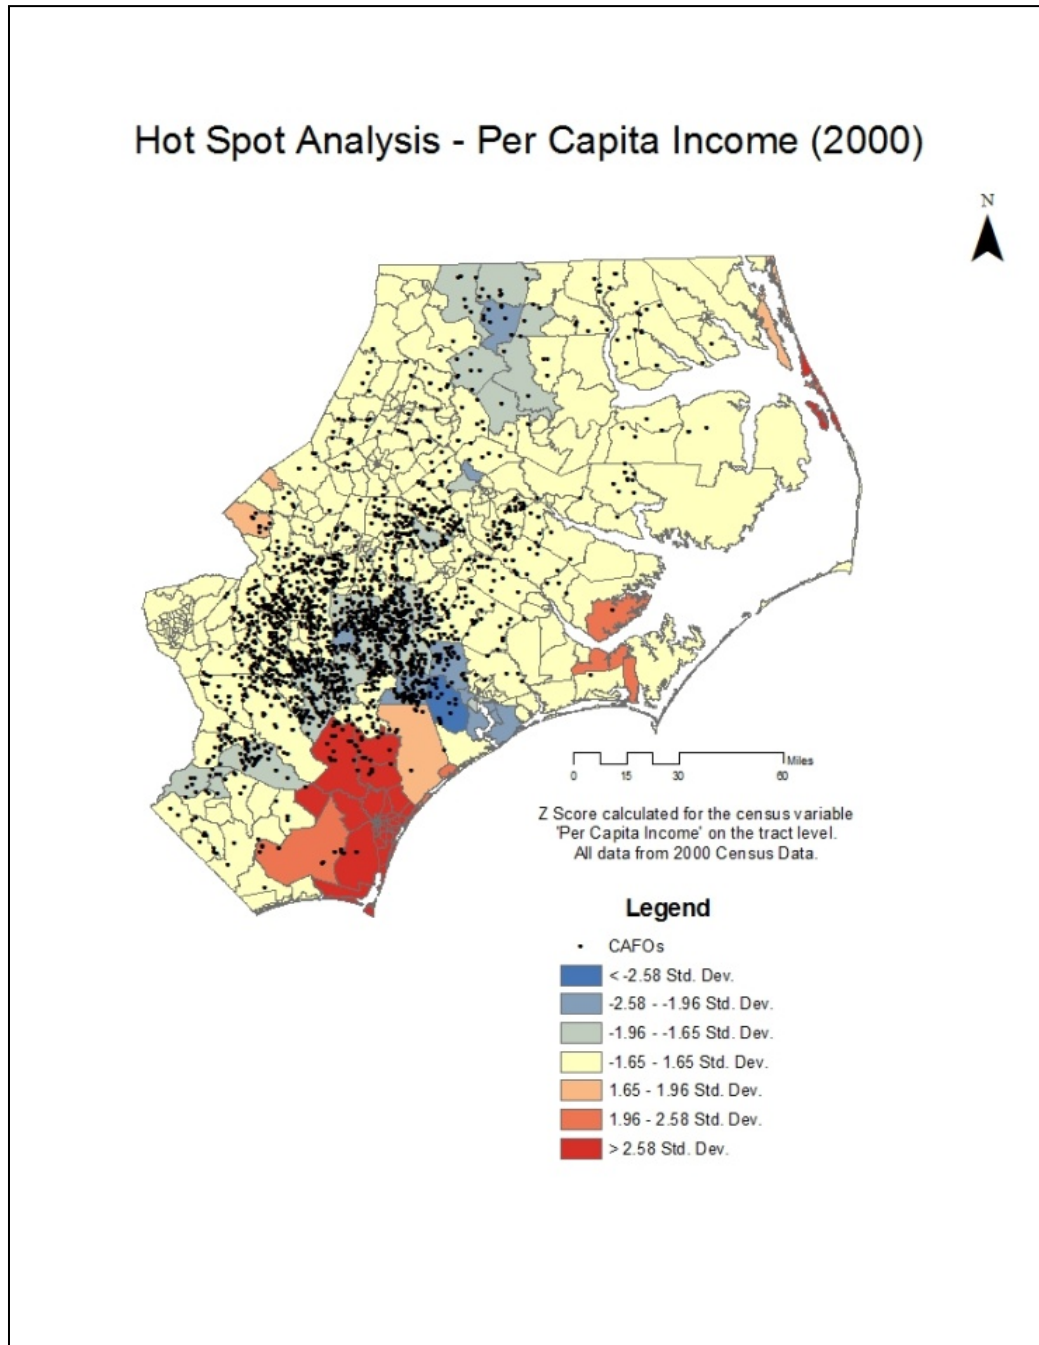 Hot Spot Analysis - Per Capita Income (2000)
N
Miles
0 15 30 60
Z Score calculated for the census variable
'Per Capita Income' on the tract level.
All data from 2000 Census Data.
Legend
CAFOs
< -2.58 Std. Dev.
-2.58 - -1.96 Std. Dev.
-1.96 - -1.65 Std. Dev.
-1.65 - 1.65 Std. Dev.
1.65 - 1.96 Std. Dev.
1.96 - 2.58 Std. Dev.
> 2.58 Std. Dev.